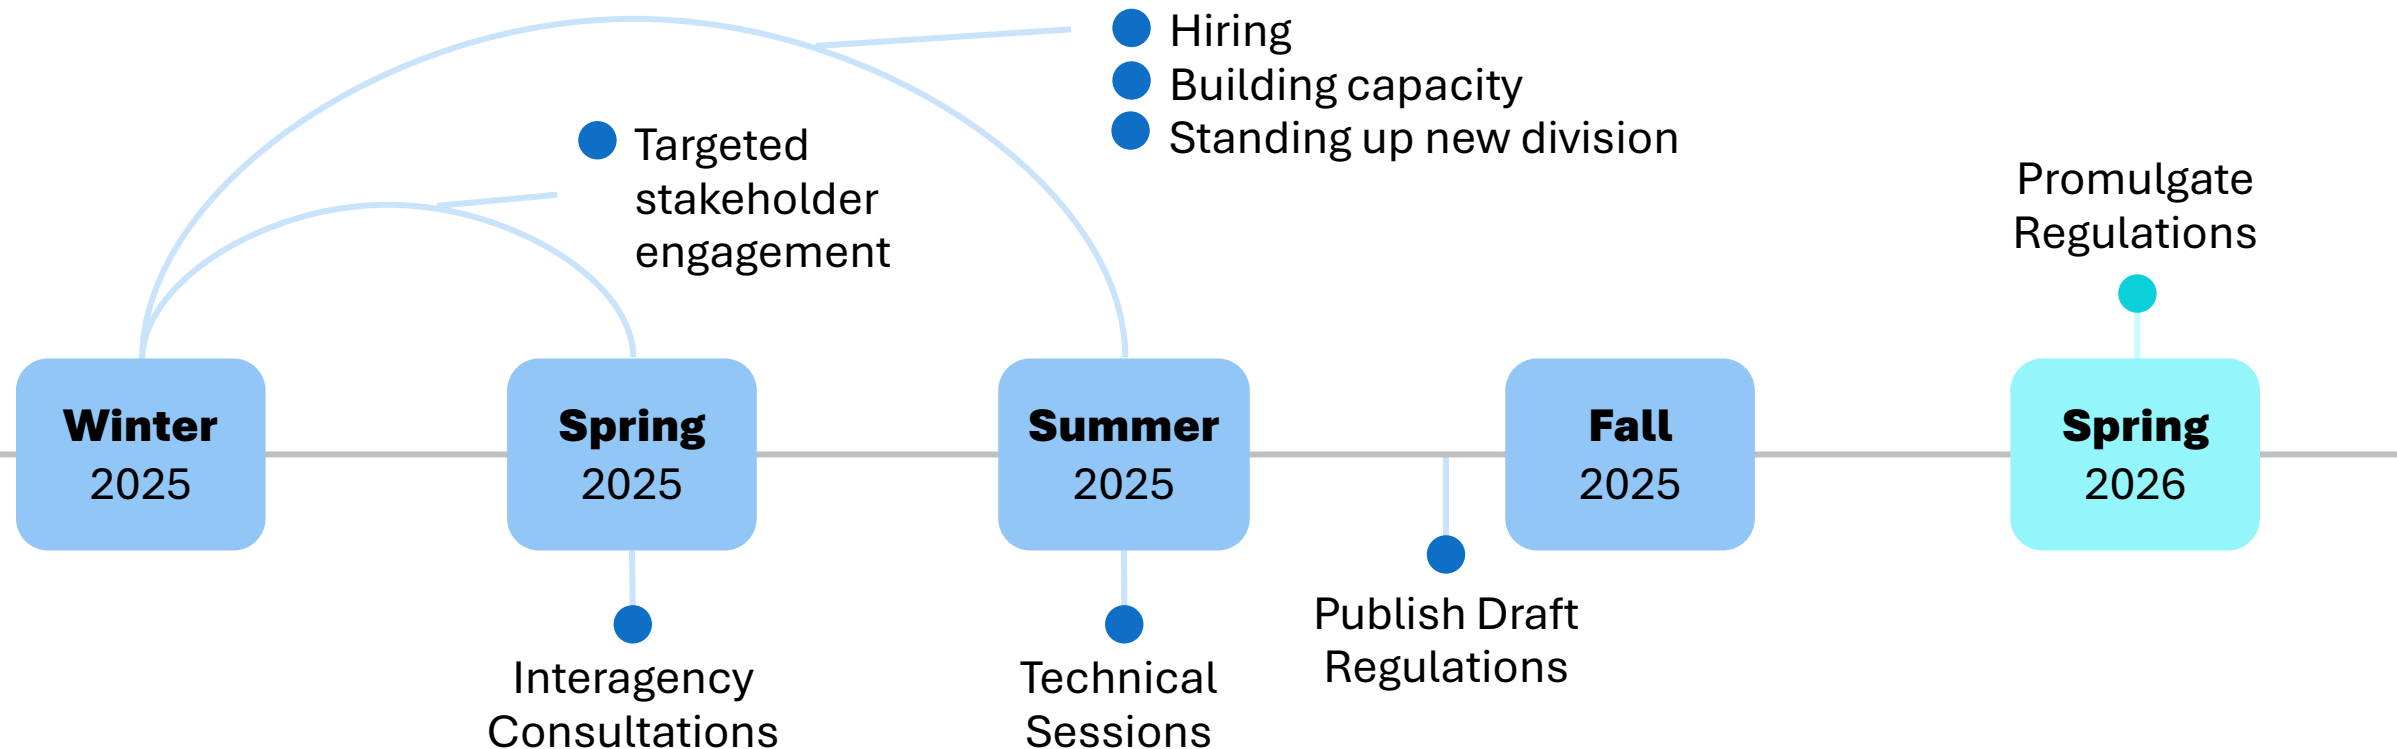 Hiring
Building capacity
Standing up new division
Targeted
stakeholder
engagement
Promulgate
Regulations
Winter
2025
Spring
2025
Summer
2025
Fall
2025
Spring
2026
Interagency
Consultations
Technical
Sessions
Publish Draft
Regulations